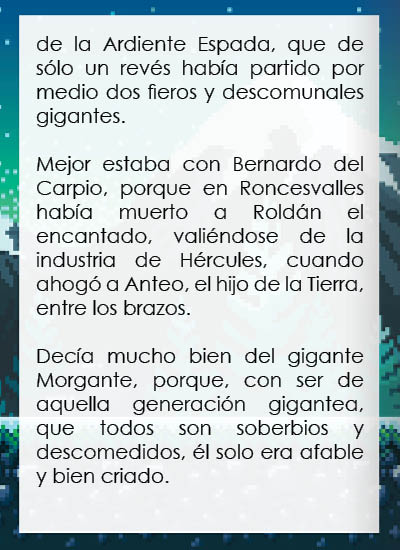 de la Ardiente Espada, que de
sólo un revés había partido por
medio dos fieros y descomunales
gigantes.
Mejor estaba con Bernardo del
Carpio, porque en Roncesvalles
había muerto a Roldán el
encantado, valiéndose de la
industria de Hércules, cuando
ahogó a Anteo, el hijo de la Tierra,
entre los brazos.
Decía mucho bien del gigante
Morgante, porque, con ser de
aquella generación gigantea,
que todos son soberbios y
descomedidos, él solo era afable
y bien criado.